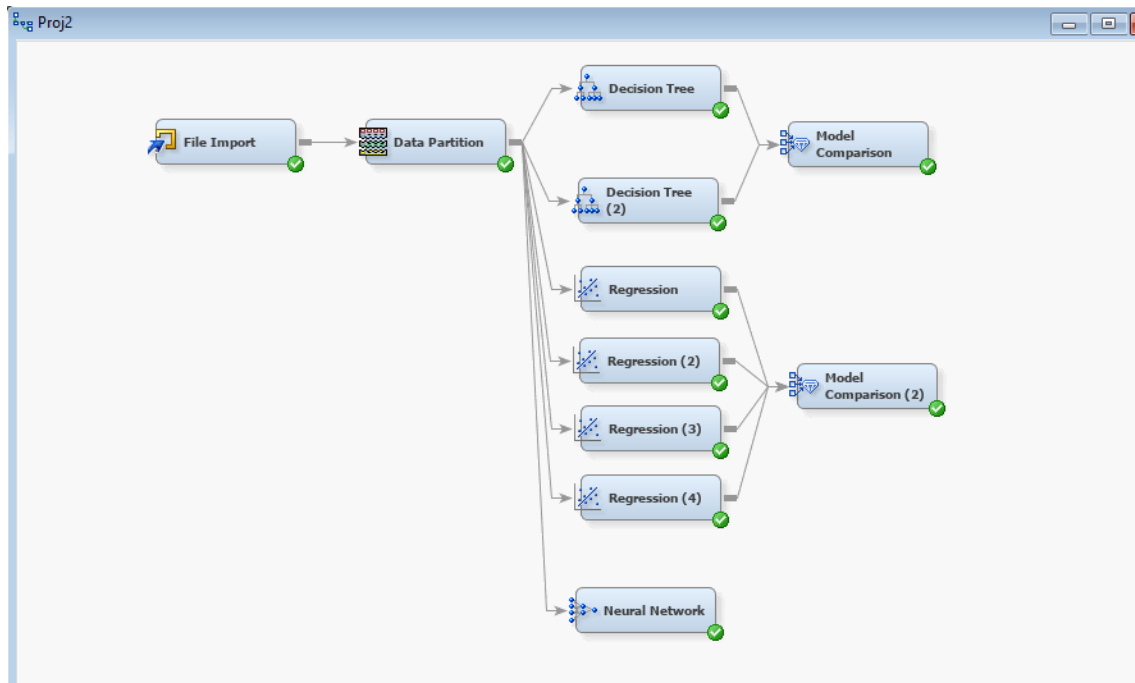 Proj2
File Import
Data Partition
Decision Tree
Decision Tree
(2)
Model
Comparison
Regression
Regression (2)
Regression (3)
Regression (4)
Model
Comparison (2)
Neural Network